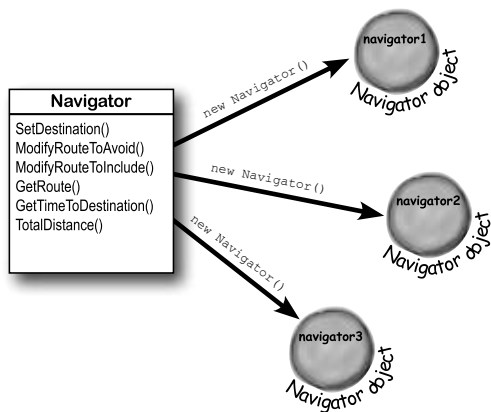 navigator1
Navigator object
new Navigator()
Navigator
SetDestination()
ModifyRouteToAvoid()
ModifyRouteToInclude()
GetRoute()
GetTimeToDestination()
TotalDistance()
new Navigator()
navigator2
Navigator object
new Navigator()
navigator3
Navigator object